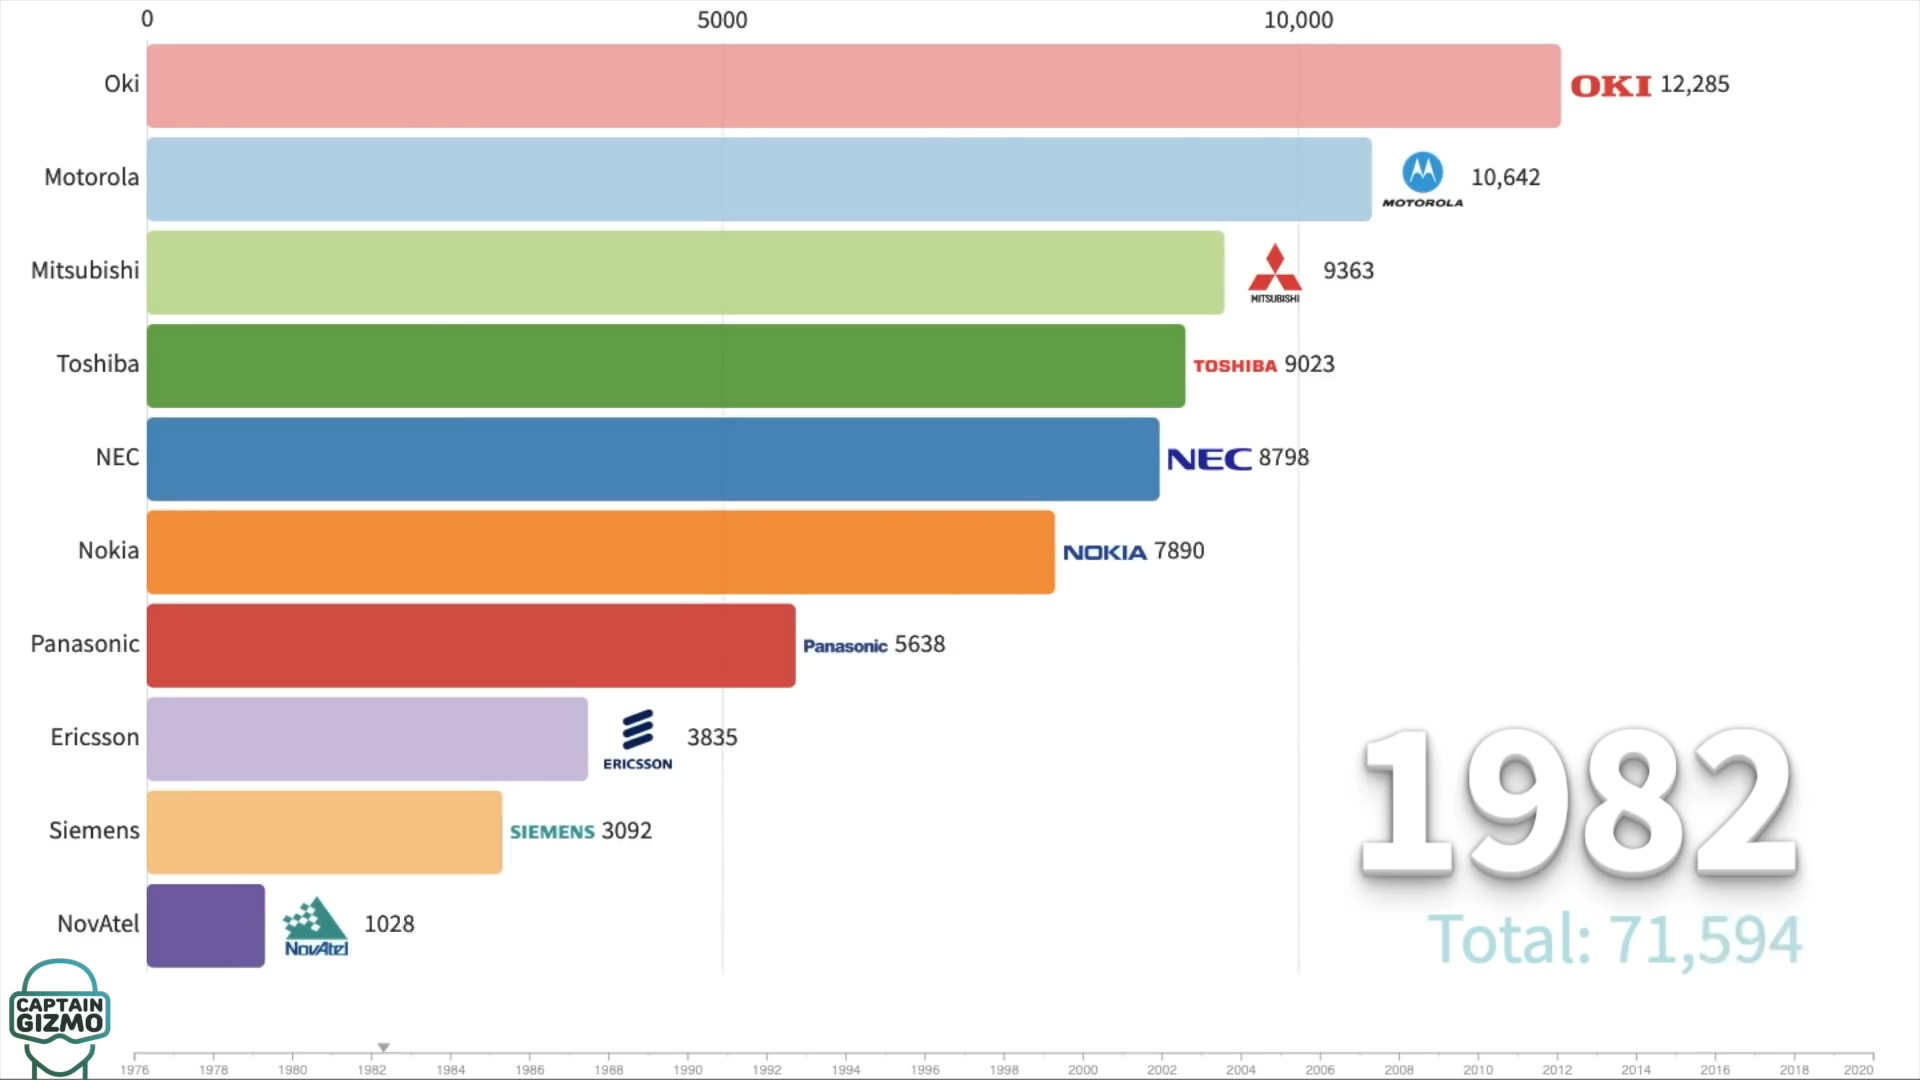 0 5000 10,000
Oki OKI 12,285
Motorola MOTOROLA 10,642
Mitsubishi MITSUBISHI 9363
Toshiba TOSHIBA 9023
NEC NEC 8798
Nokia NOKIA 7890
Panasonic Panasonic 5638
Ericsson ERICSSON 3835
Siemens SIEMENS 3092
NovAtel NovAtel 1028
1982
Total: 71,594
CAPTAIN
GIZMO
1976 1978 1980 1982 1984 1986 1988 1990 1992 1994 1996 1998 2000 2002 2004 2006 2008 2010 2012 2014 2016 2018 2020